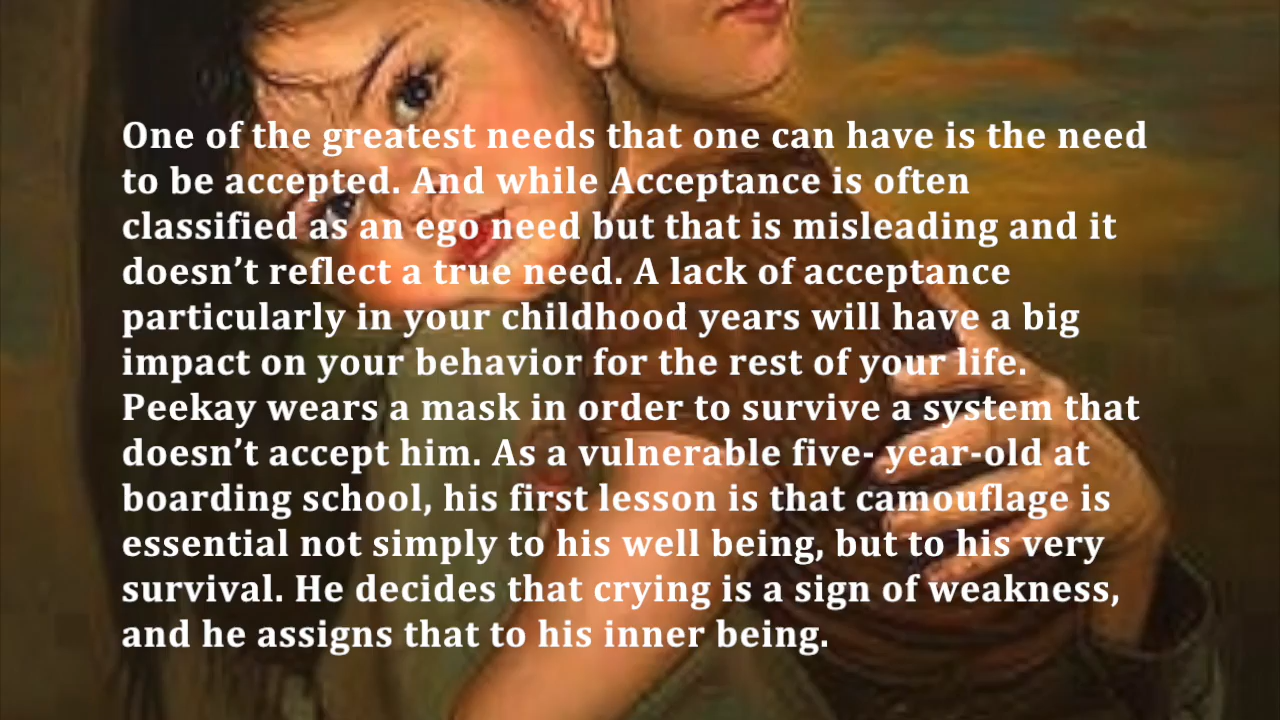 One of the greatest needs that one can have is the need
to be accepted. And while Acceptance is often
classified as an ego need but that is misleading and it
doesn’t reflect a true need. A lack of acceptance
particularly in your childhood years will have a big
impact on your behavior for the rest of your life.
Peekay wears a mask in order to survive a system that
doesn’t accept him. As a vulnerable five- year-old at
boarding school, his first lesson is that camouflage is
essential not simply to his well being, but to his very
survival. He decides that crying is a sign of weakness,
and he assigns that to his inner being.